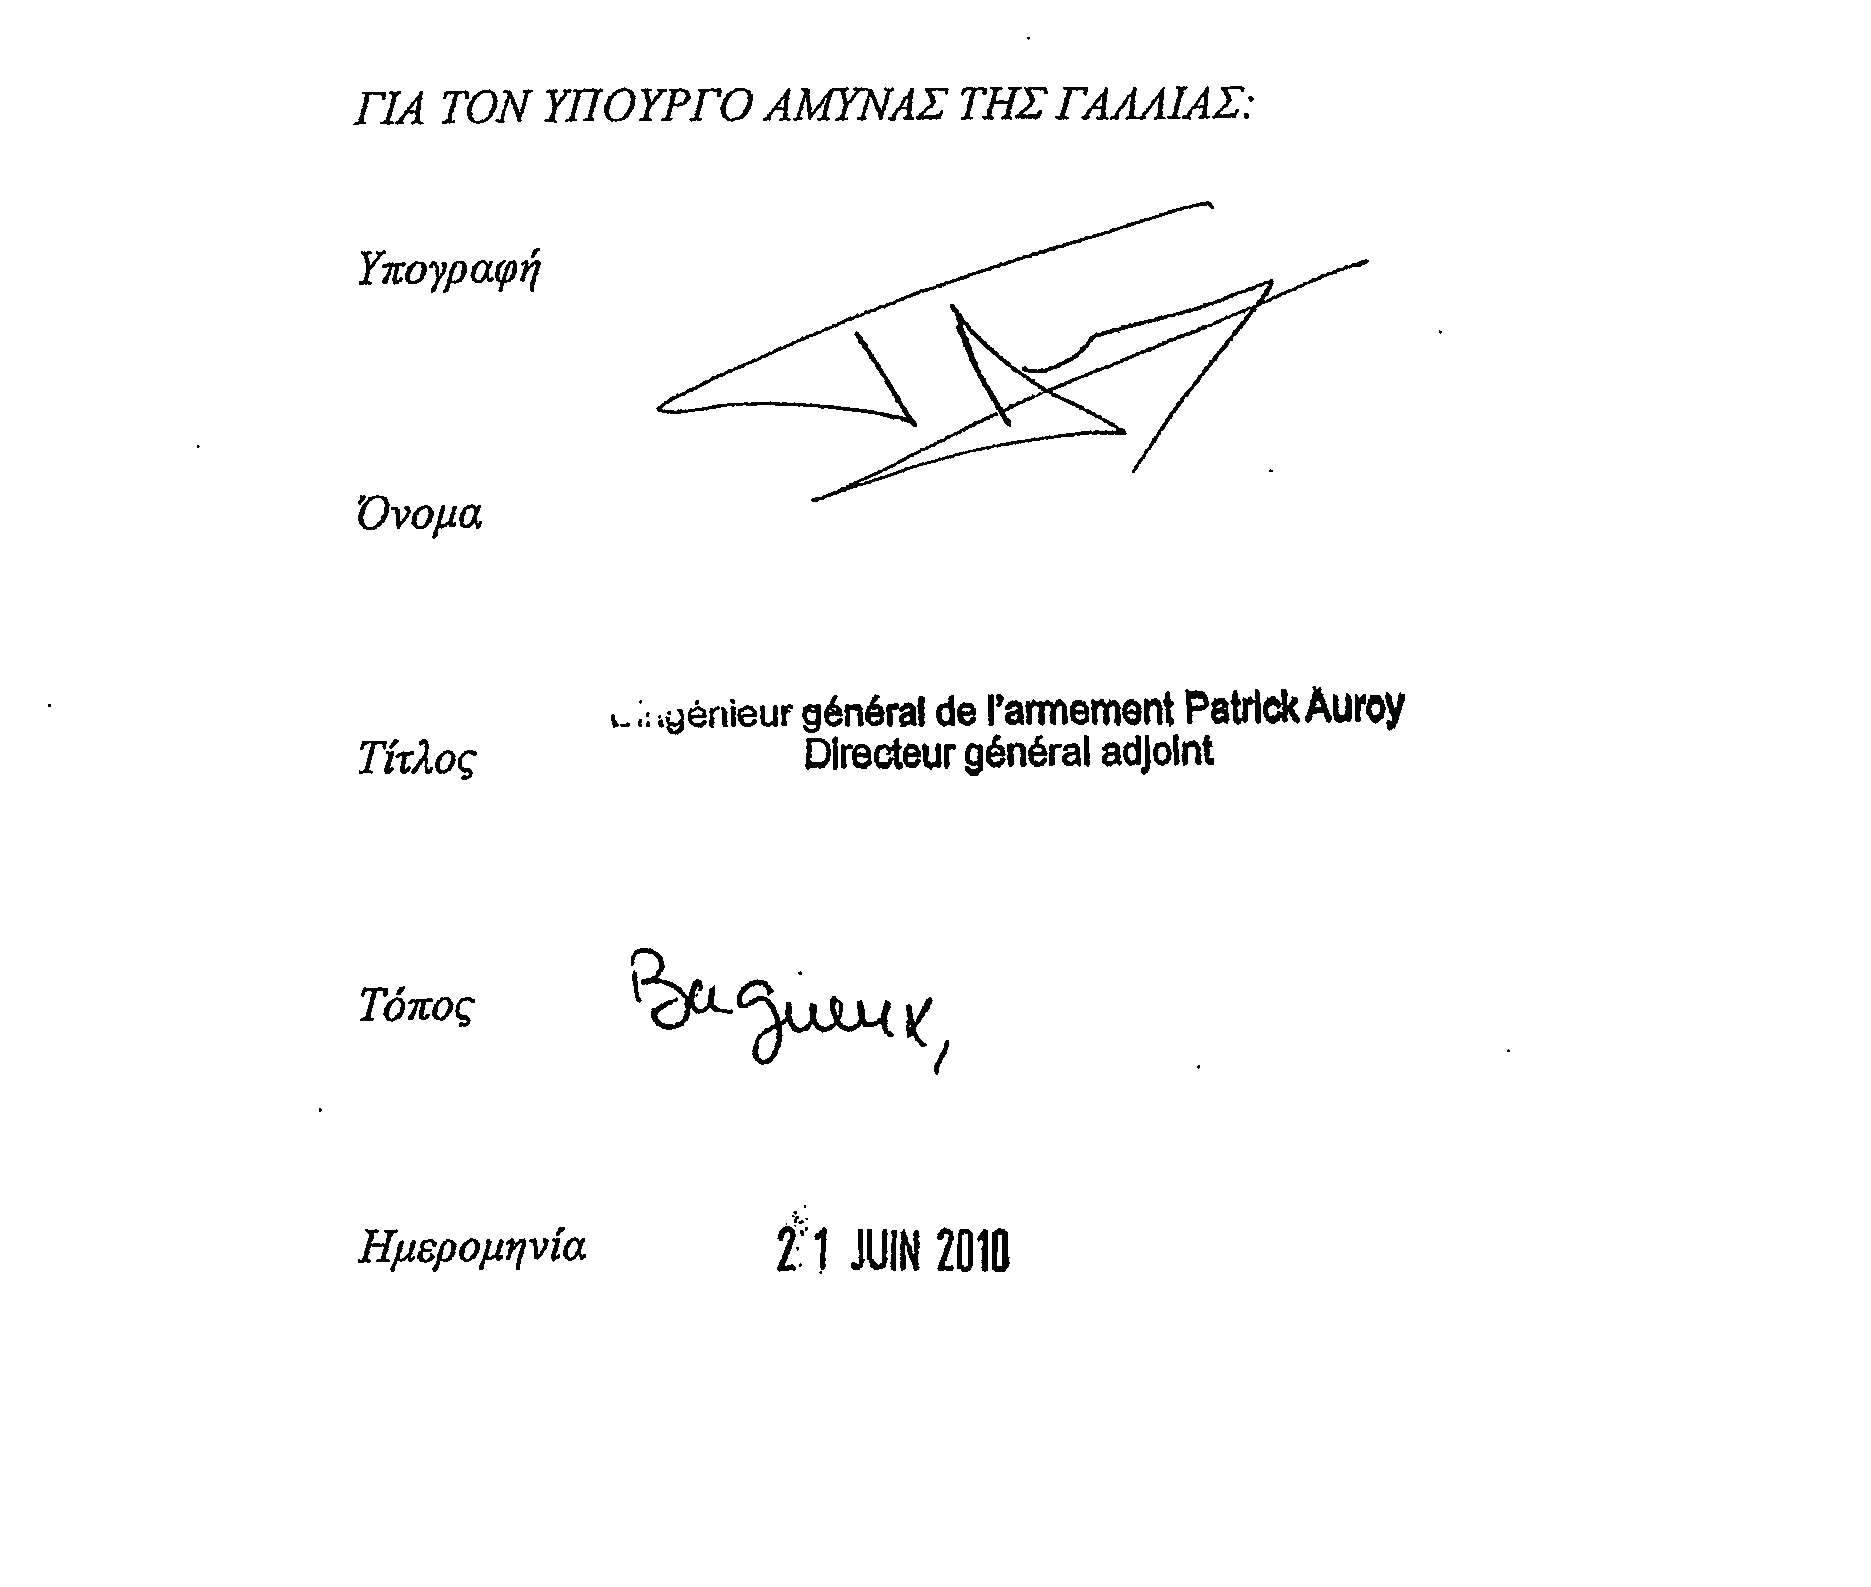 ΓΙΑ ΤΟΝ ΥΠΟΥΡΓΟ ΑΜΥΝΑΣ ΤΗΣ ΓΑΛΛΙΑΣ:
Υπογραφή
Όνομα
L'ingénieur général de l'armement Patrick Auroy
Τίτλος Directeur général adjoint
Τόπος Bagneux,
Ημερομηνία 21 JUIN 2010